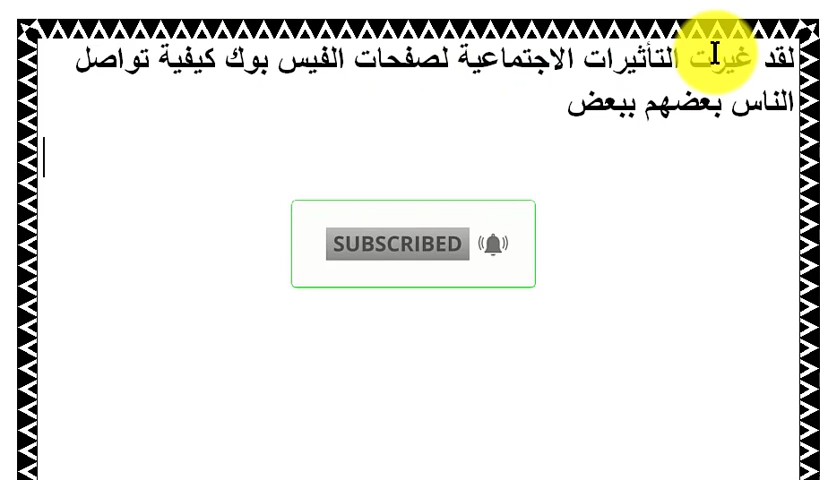 لقد غيرت التأثيرات الاجتماعية لصفحات الفيس بوك كيفية تواصل
الناس بعضهم ببعض
SUBSCRIBED